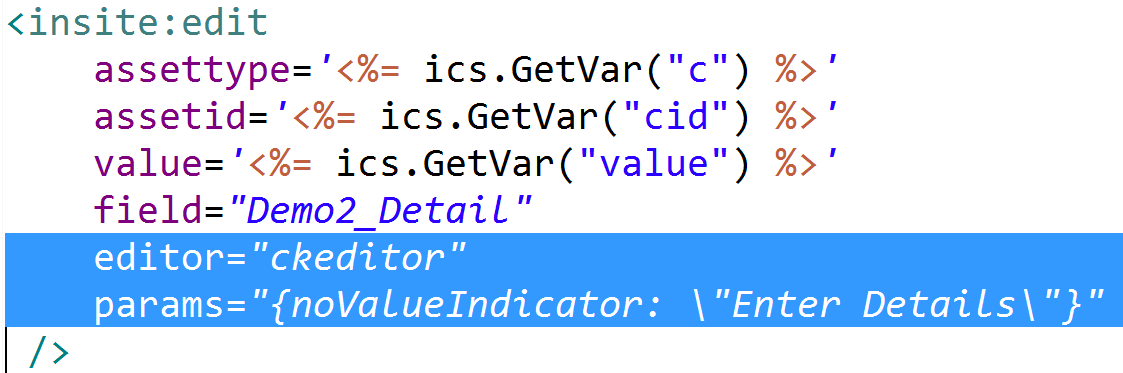 <insite:edit
assettype='<%= ics.GetVar("c") %>'
assetid='<%= ics.GetVar("cid") %>'
value='<%= ics.GetVar("value") %>'
field="Demo2_Detail"
editor="ckeditor"
params="{noValueIndicator: \"Enter Details\"}"
/>